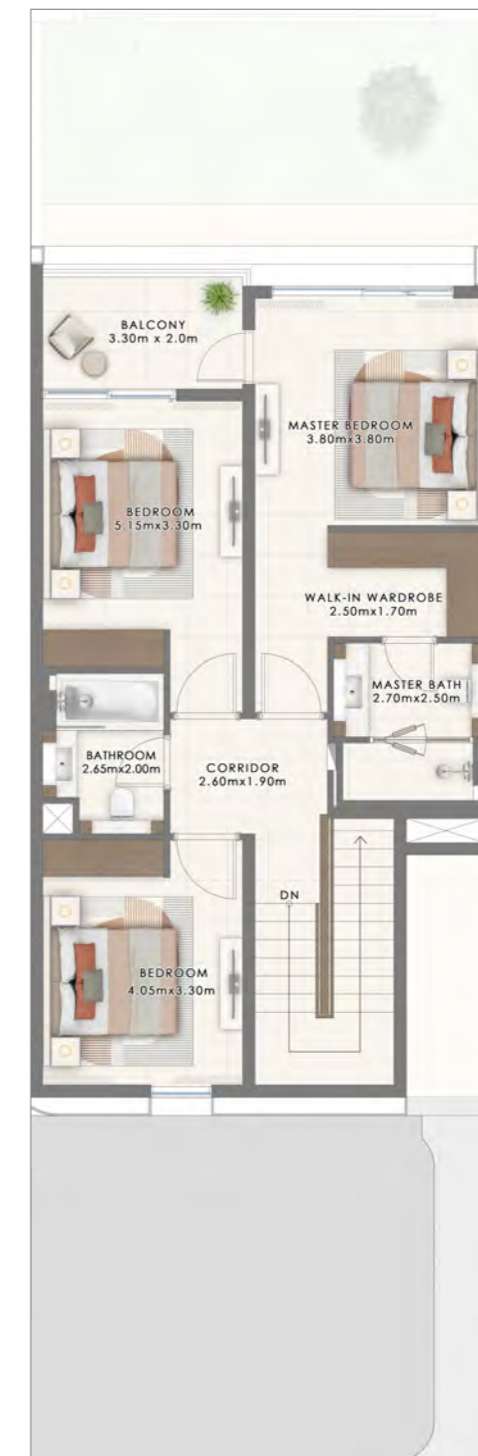 BALCONY
3.30m x 2.0m
MASTER BEDROOM
3.80mx3.80m
BEDROOM
5.15mx3.30m
WALK-IN WARDROBE
2.50mx1.70m
MASTER BATH
2.70mx2.50m
BATHROOM
2.65mx2.00m
CORRIDOR
2.60mx1.90m
DN
BEDROOM
4.05mx3.30m